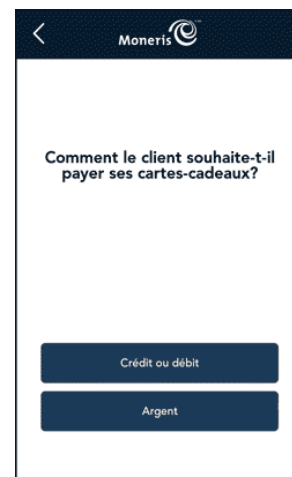 Moneris
Comment le client souhaite-t-il
payer ses cartes-cadeaux?
Crédit ou débit
Argent